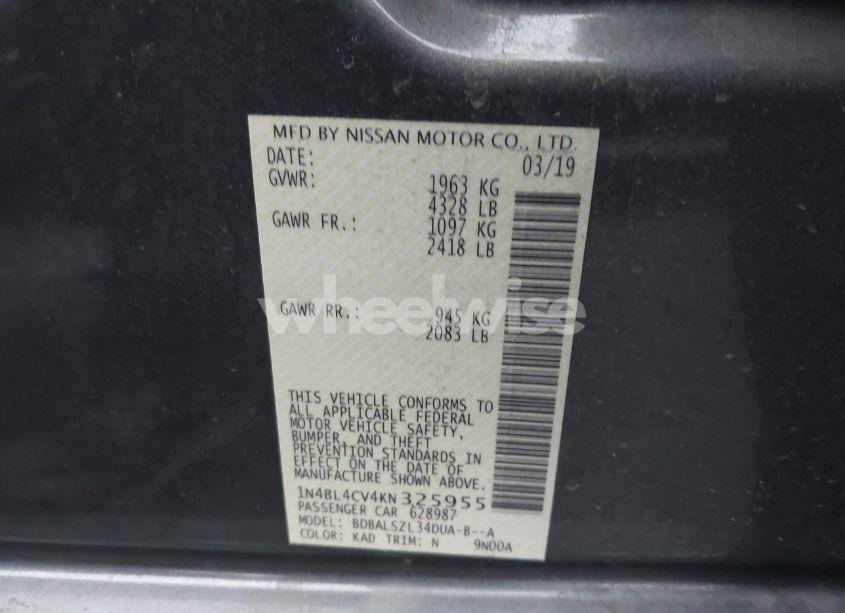 MFD BY NISSAN MOTOR CO., LTD.
DATE: 03/19
GVWR: 1963 KG
4328 LB
GAWR FR.: 1097 KG
2418 LB
GAWR RR.: 945 KG
wheelwise
2083 LB
THIS VEHICLE CONFORMS TO
ALL APPLICABLE FEDERAL
MOTOR VEHICLE SAFETY,
BUMPER, AND THEFT
PREVENTION STANDARDS IN
EFFECT ON THE DATE OF
MANUFACTURE SHOWN ABOVE.
1N4BL4CV4KN325955
PASSENGER CAR 628987
MODEL: BDBALSZL34DUA-B--A
COLOR: KAD TRIM: N 9N00A